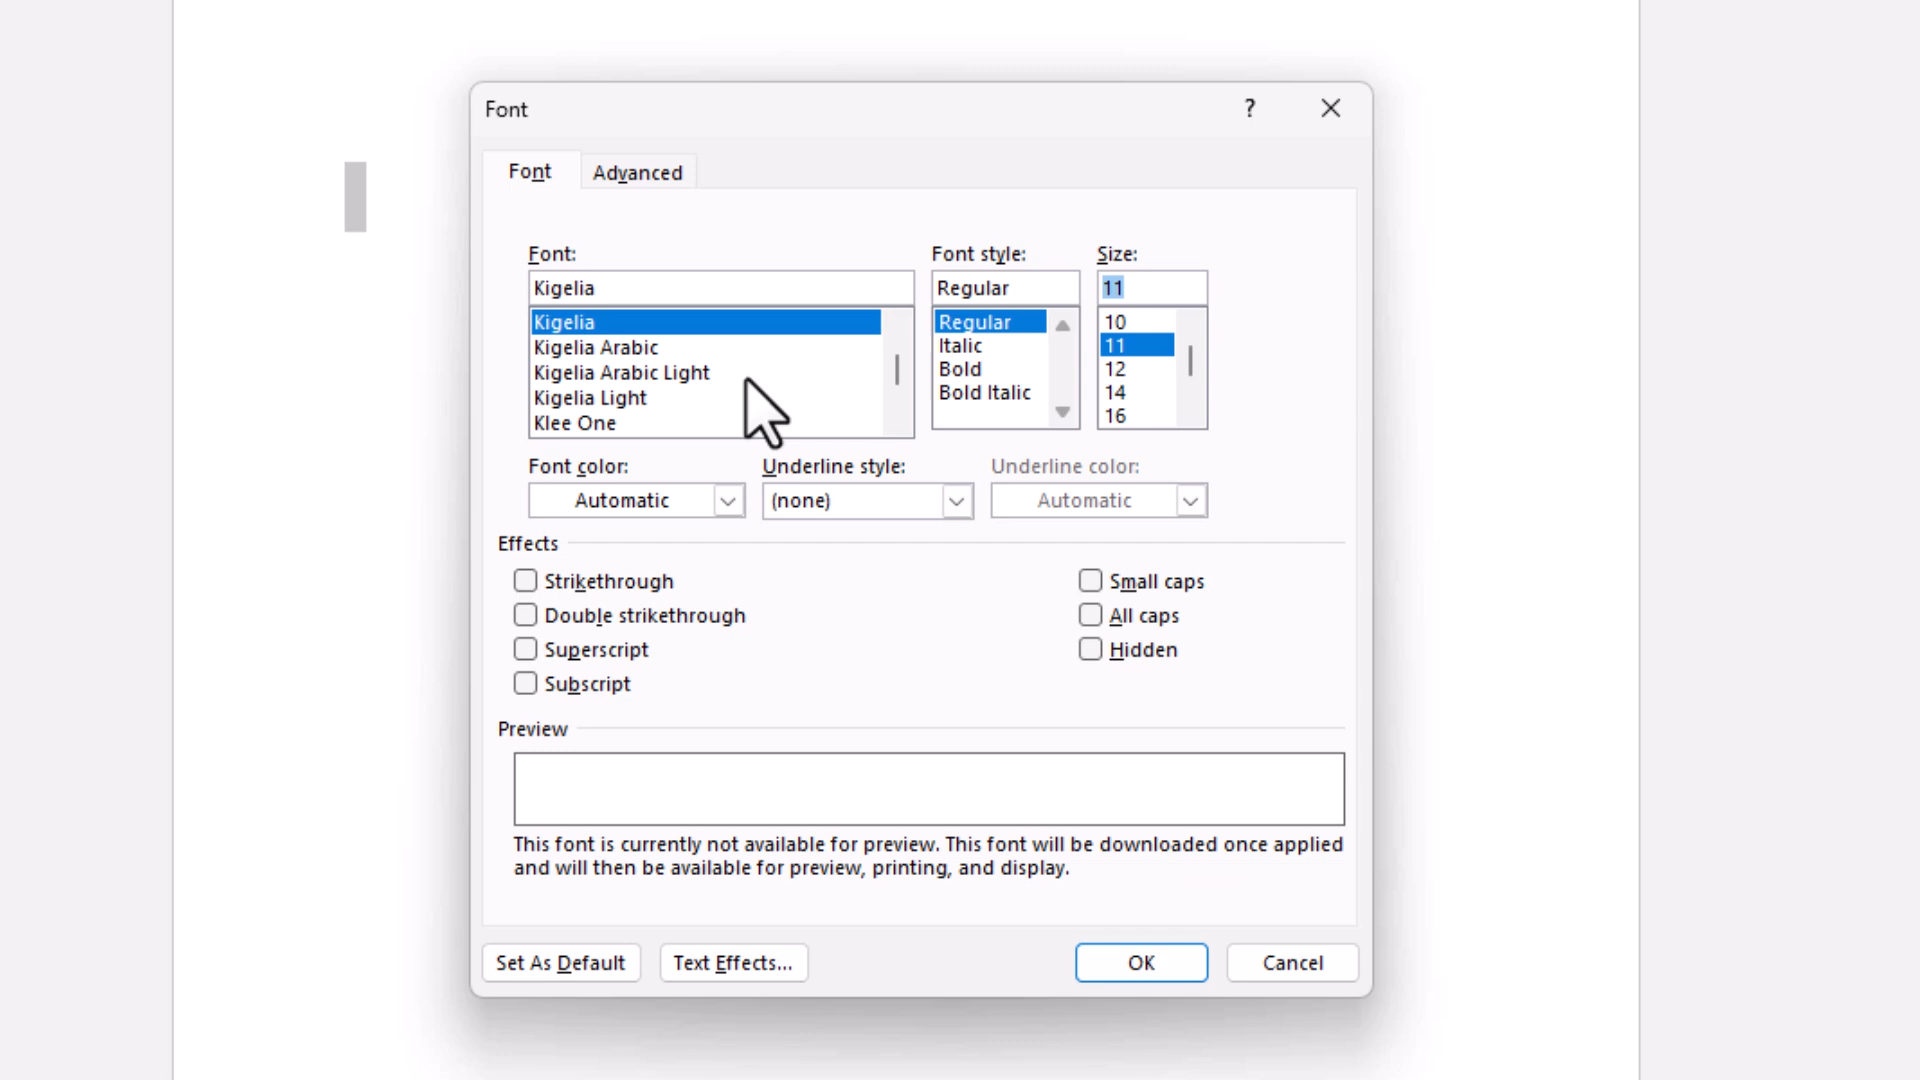 Font ?
Font Advanced
Font: Font style: Size:
Kigelia Regular 11
Kigelia
Kigelia Arabic
Kigelia Arabic Light
Kigelia Light
Klee One
Regular
Italic
Bold
Bold Italic
10
11
12
14
16
Font color: Underline style: Underline color:
Automatic (none) Automatic
Effects
Strikethrough
Double strikethrough
Superscript
Subscript
Small caps
All caps
Hidden
Preview
This font is currently not available for preview. This font will be downloaded once applied
and will then be available for preview, printing, and display.
Set As Default Text Effects... OK Cancel